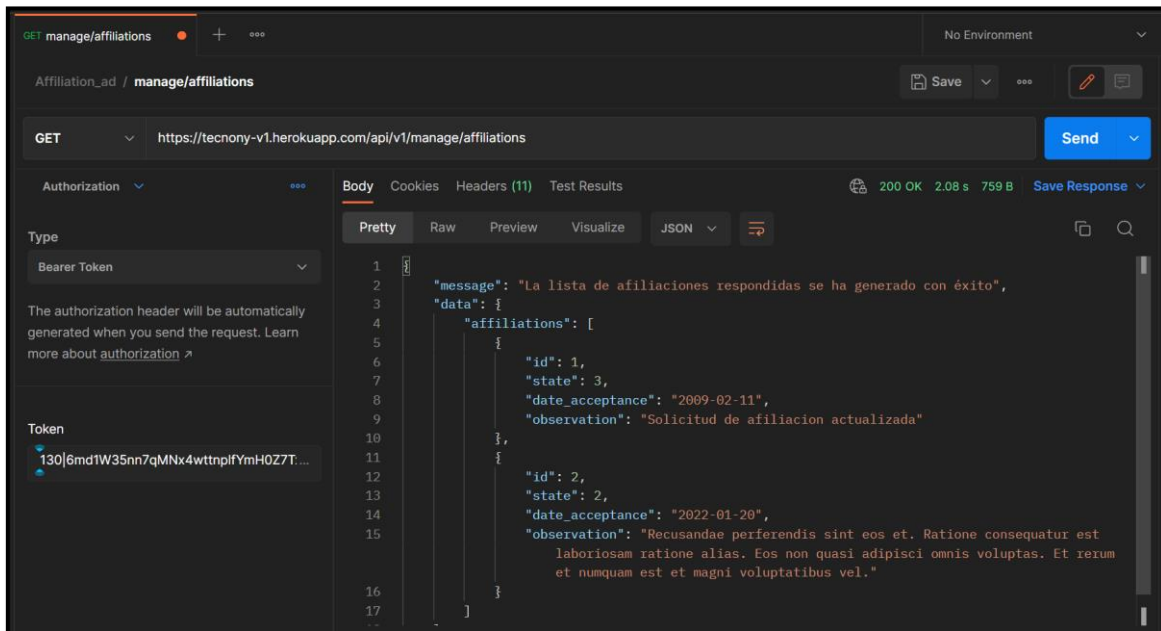 GET manage/affiliations
No Environment
Affiliation_ad / manage/affiliations
Save
GET https://tecnony-v1.herokuapp.com/api/v1/manage/affiliations Send
Authorization
Body Cookies Headers (11) Test Results 200 OK 2.08 s 759 B Save Response
Pretty Raw Preview Visualize JSON
Type
Bearer Token
The authorization header will be automatically
generated when you send the request. Learn
more about authorization ↗
Token
130|6md1W35nn7qMNx4wttnplfYmH0Z7T...
1 {
2 "message": "La lista de afiliaciones respondidas se ha generado con éxito",
3 "data": {
4 "affiliations": [
5 {
6 "id": 1,
7 "state": 3,
8 "date_acceptance": "2009-02-11",
9 "observation": "Solicitud de afiliacion actualizada"
10 },
11 {
12 "id": 2,
13 "state": 2,
14 "date_acceptance": "2022-01-20",
15 "observation": "Recusandae perferendis sint eos et. Ratione consequatur est
laboriosam ratione alias. Eos non quasi adipisci omnis voluptas. Et rerum
et numquam est et magni voluptatibus vel."
16 }
17 ]